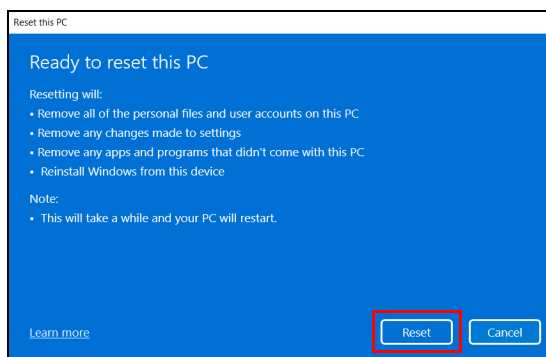 Reset this PC
Ready to reset this PC
Resetting will:
• Remove all of the personal files and user accounts on this PC
• Remove any changes made to settings
• Remove any apps and programs that didn't come with this PC
• Reinstall Windows from this device
Note:
• This will take a while and your PC will restart.
Learn more
Reset
Cancel